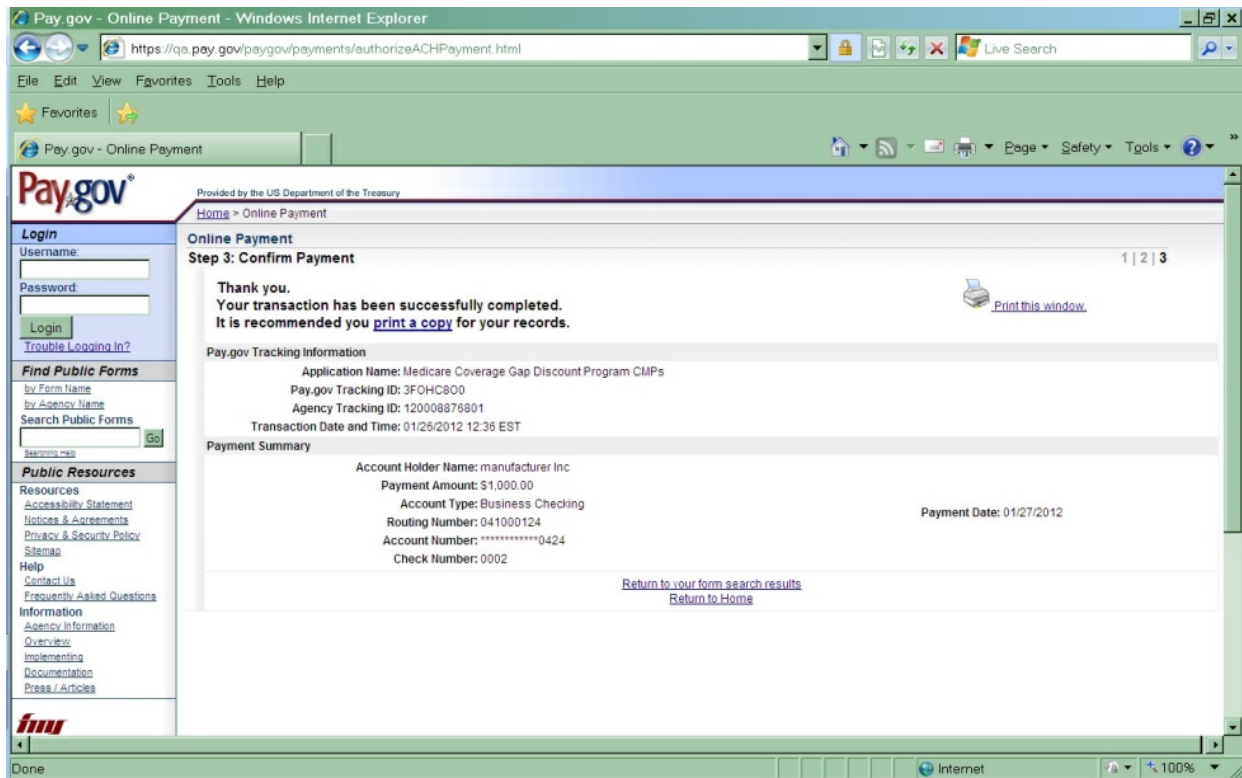 Pay.gov - Online Payment - Windows Internet Explorer
https://qa.pay.gov/paygov/payments/authorizeACHPayment.html
Live Search
File Edit View Favorites Tools Help
Favorites
Pay.gov - Online Payment
Page Safety Tools
Pay.gov®
Provided by the US Department of the Treasury
Home > Online Payment
Login
Username:
Password:
Login
Trouble Logging In?
Find Public Forms
by Form Name
by Agency Name
Search Public Forms
Go
Searching Help
Public Resources
Resources
Accessibility Statement
Notices & Agreements
Privacy & Security Policy
Sitemap
Help
Contact Us
Frequently Asked Questions
Information
Agency Information
Overview
Implementing
Documentation
Press / Articles
Online Payment
Step 3: Confirm Payment
1 | 2 | 3
Thank you.
Your transaction has been successfully completed.
It is recommended you print a copy for your records.
Print this window.
Pay.gov Tracking Information
Application Name: Medicare Coverage Gap Discount Program CMPs
Pay.gov Tracking ID: 3FOHC8O0
Agency Tracking ID: 120008876801
Transaction Date and Time: 01/26/2012 12:36 EST
Payment Summary
Account Holder Name: manufacturer Inc
Payment Amount: $1,000.00
Account Type: Business Checking
Routing Number: 041000124
Account Number: ************0424
Check Number: 0002
Payment Date: 01/27/2012
Return to your form search results
Return to Home
Done
Internet
100%